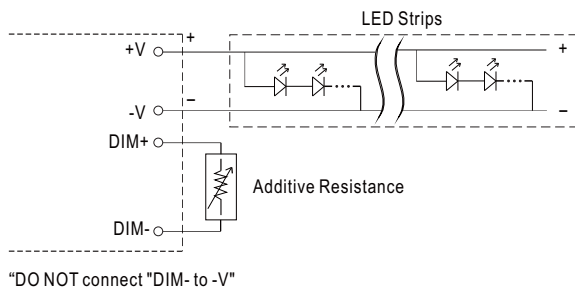 LED Strips
+V + +
-V − −
DIM+
Additive Resistance
DIM-
“DO NOT connect "DIM- to -V"